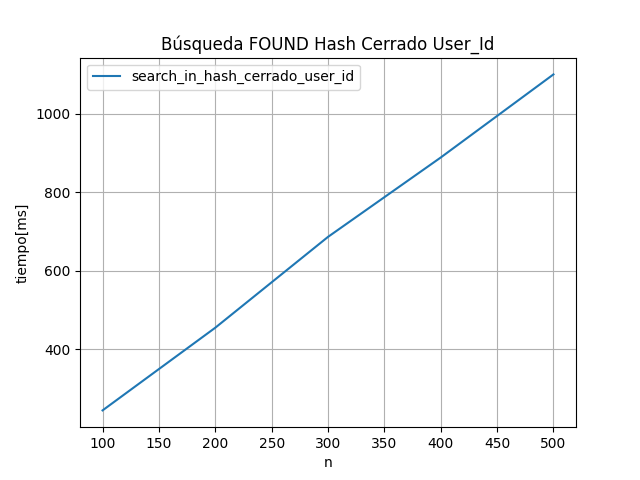 Búsqueda FOUND Hash Cerrado User_Id
search_in_hash_cerrado_user_id
1000
800
600
400
tiempo[ms]
100 150 200 250 300 350 400 450 500
n